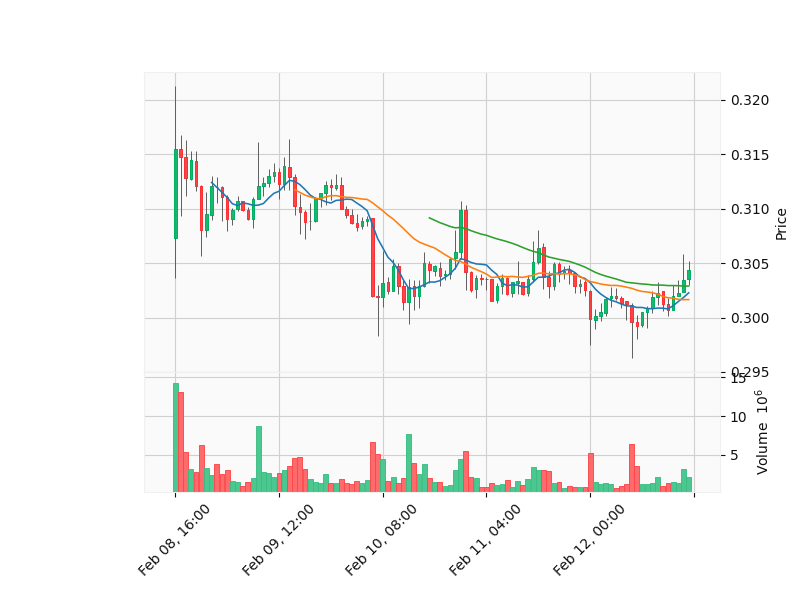 0.320
0.315
0.310
0.305
0.300
0.295
Price
15
10
5
Volume 10^6
Feb 08, 16:00
Feb 09, 12:00
Feb 10, 08:00
Feb 11, 04:00
Feb 12, 00:00